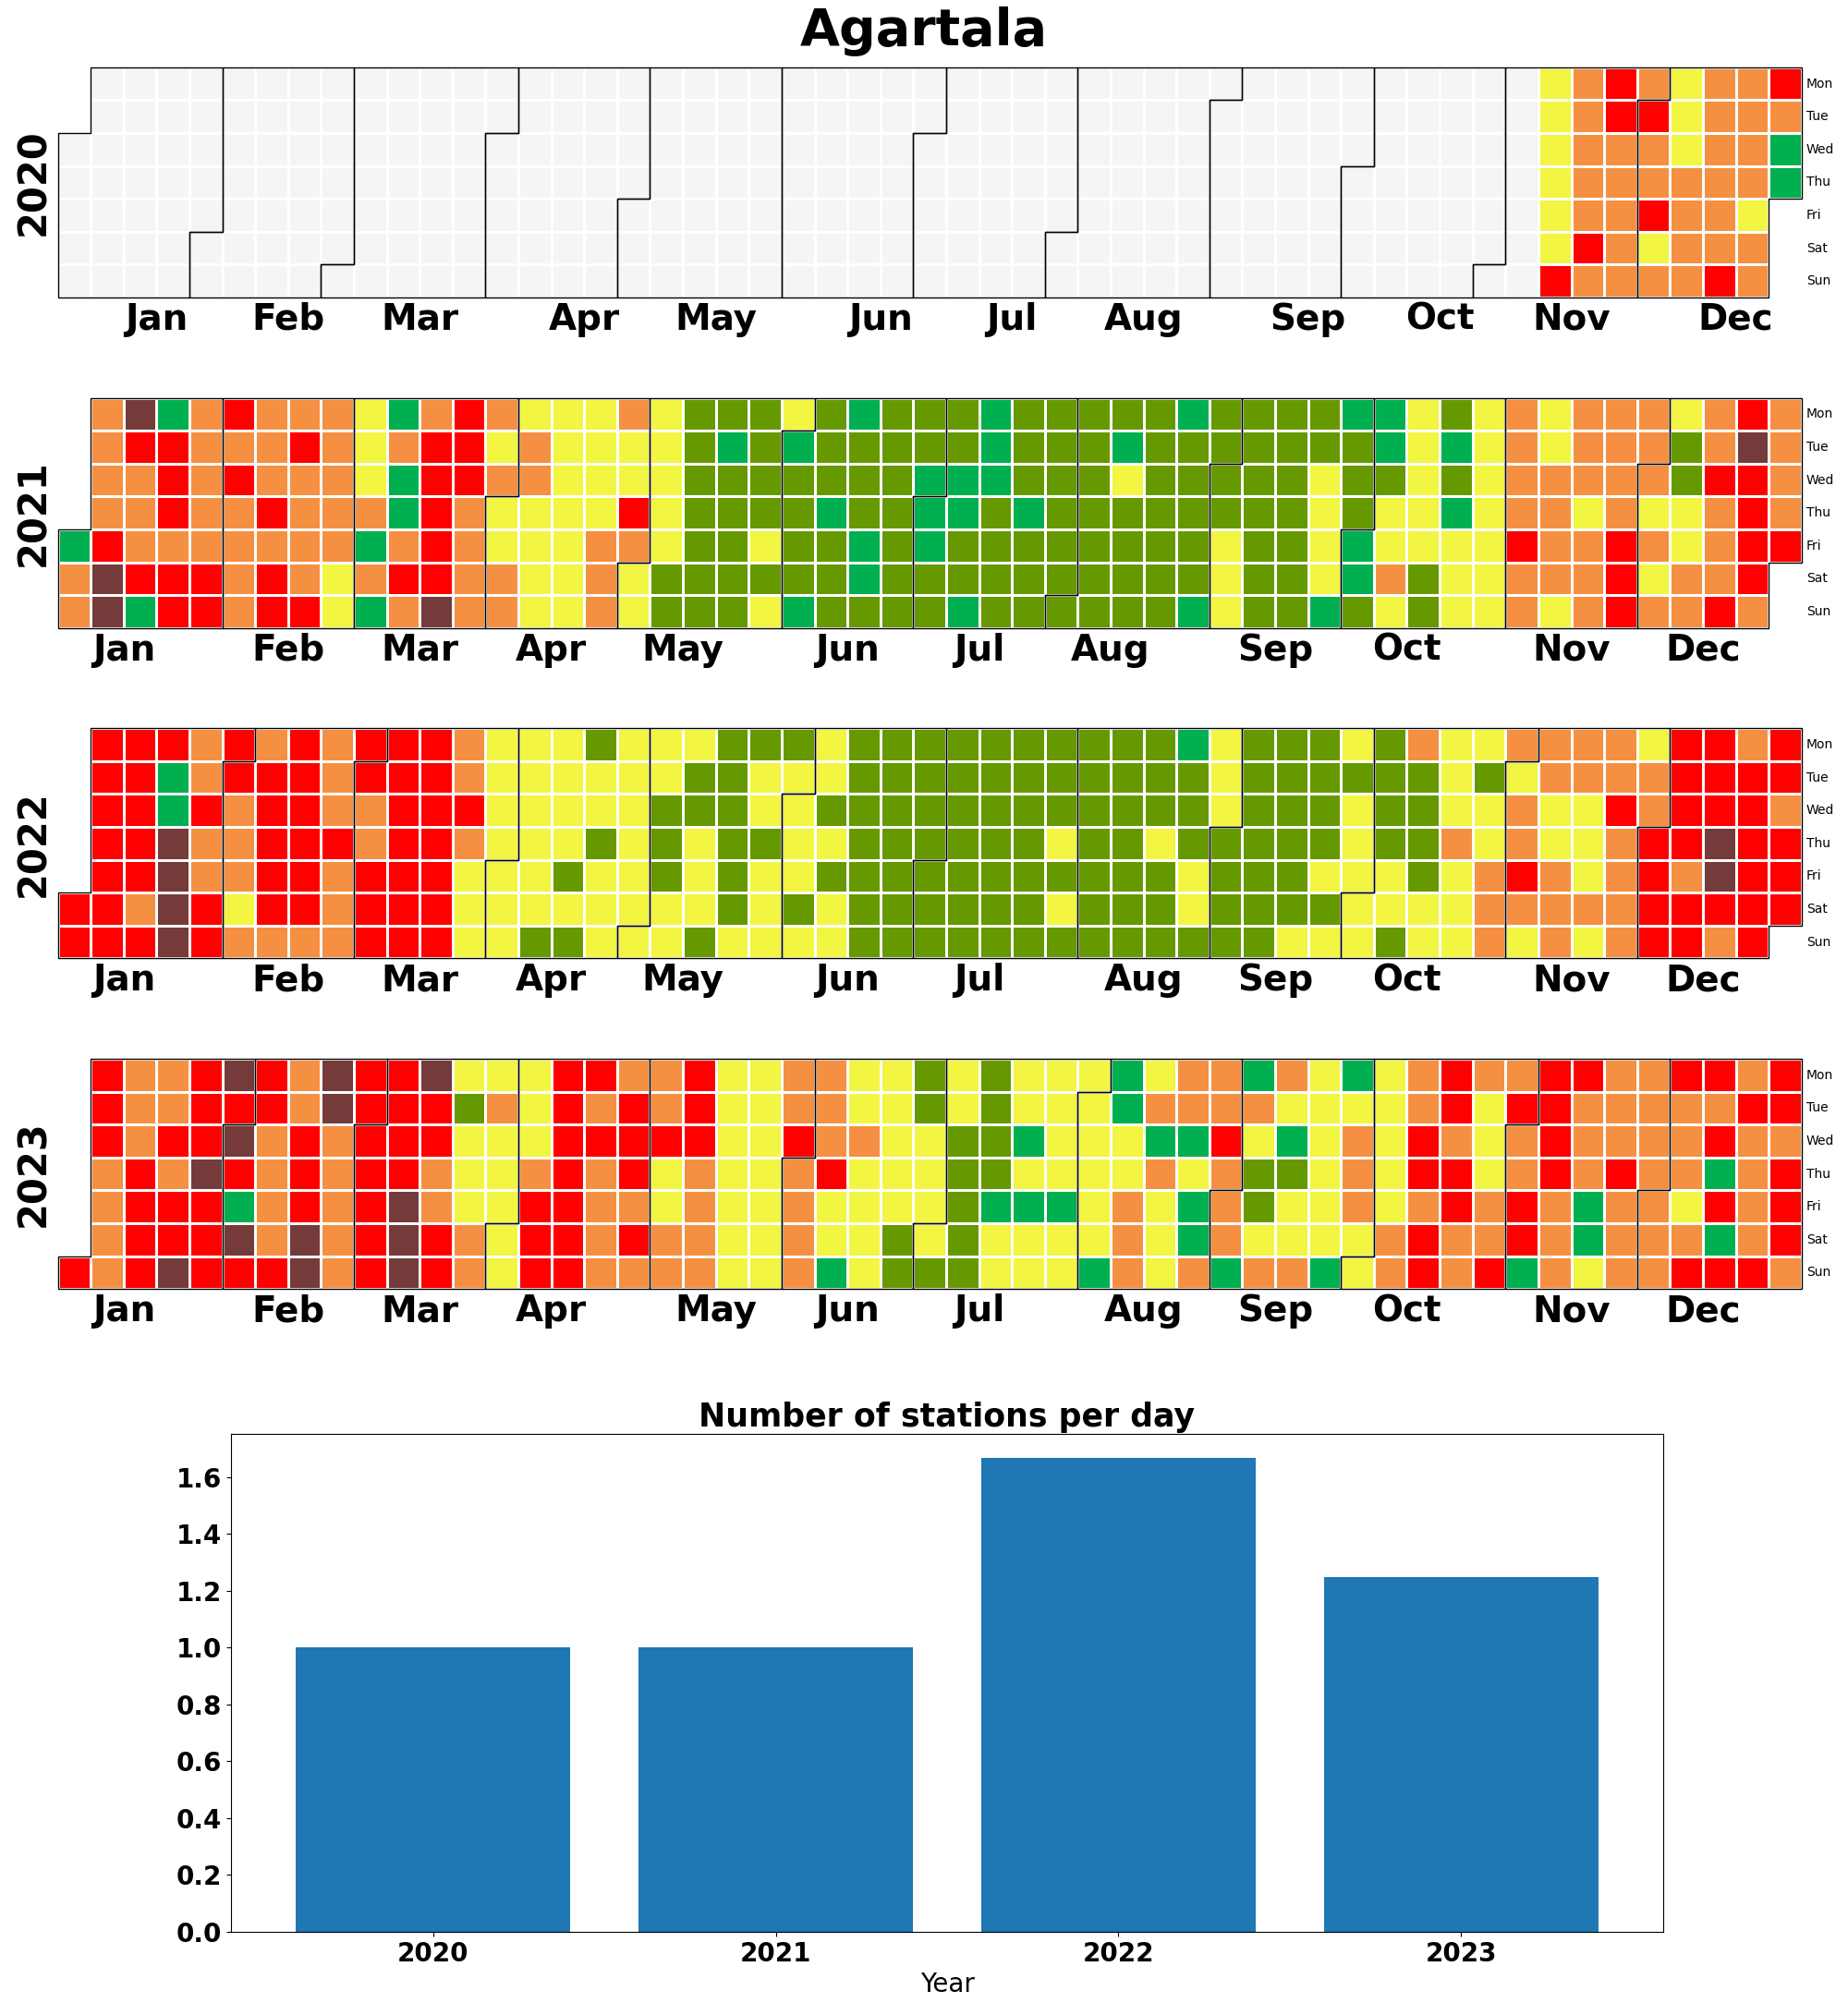 Agartala
2020
Mon
Tue
Wed
Thu
Fri
Sat
Sun
Jan Feb Mar Apr May Jun Jul Aug Sep Oct Nov Dec
2021
Mon
Tue
Wed
Thu
Fri
Sat
Sun
Jan Feb Mar Apr May Jun Jul Aug Sep Oct Nov Dec
2022
Mon
Tue
Wed
Thu
Fri
Sat
Sun
Jan Feb Mar Apr May Jun Jul Aug Sep Oct Nov Dec
2023
Mon
Tue
Wed
Thu
Fri
Sat
Sun
Jan Feb Mar Apr May Jun Jul Aug Sep Oct Nov Dec
Number of stations per day
1.6
1.4
1.2
1.0
0.8
0.6
0.4
0.2
0.0
2020 2021 2022 2023
Year